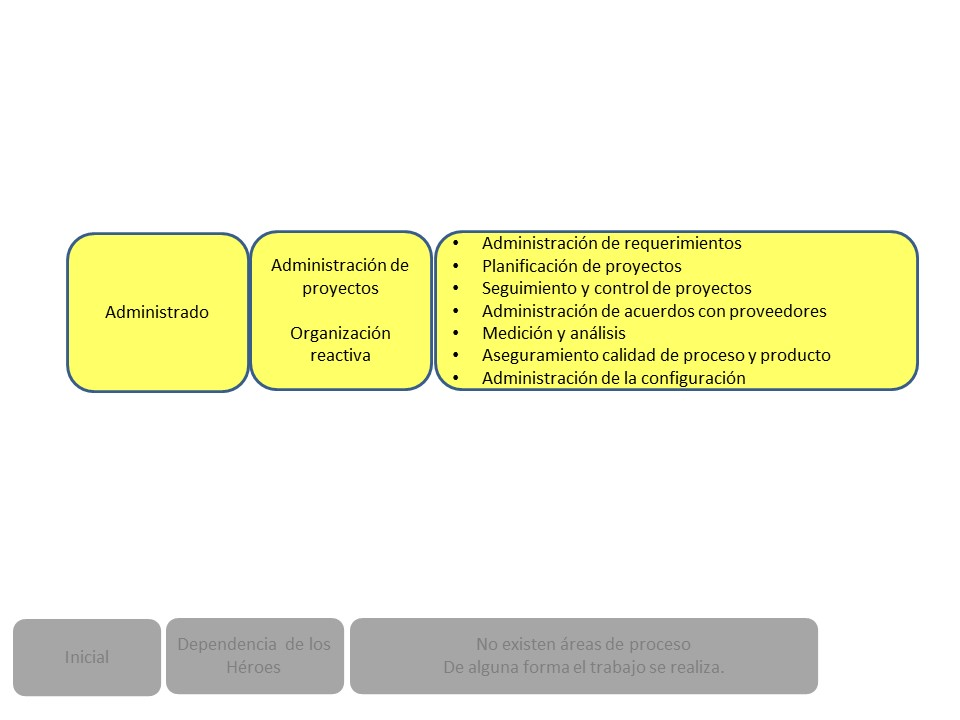 Administrado
Administración de
proyectos
Organización
reactiva
• Administración de requerimientos
• Planificación de proyectos
• Seguimiento y control de proyectos
• Administración de acuerdos con proveedores
• Medición y análisis
• Aseguramiento calidad de proceso y producto
• Administración de la configuración
Inicial
Dependencia de los
Héroes
No existen áreas de proceso
De alguna forma el trabajo se realiza.